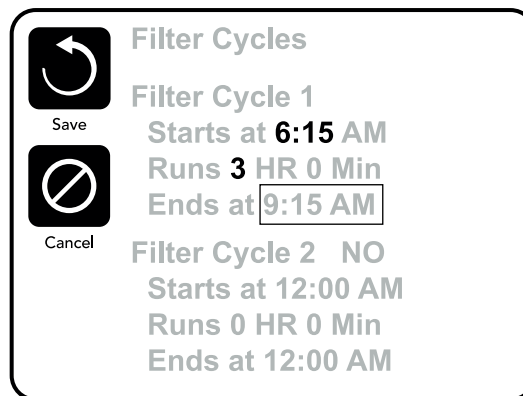 Filter Cycles
Save
Filter Cycle 1
Starts at 6:15 AM
Runs 3 HR 0 Min
Ends at 9:15 AM
Cancel
Filter Cycle 2 NO
Starts at 12:00 AM
Runs 0 HR 0 Min
Ends at 12:00 AM